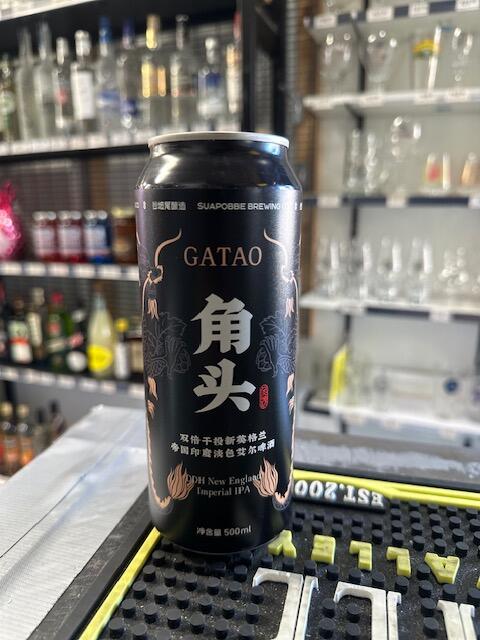 SUAPOBBE BREWING
GATAO
角头
双倍干投新英格兰
帝国印度淡色艾尔啤酒
DDH New England
Imperial IPA
净含量 500ml
EST.200